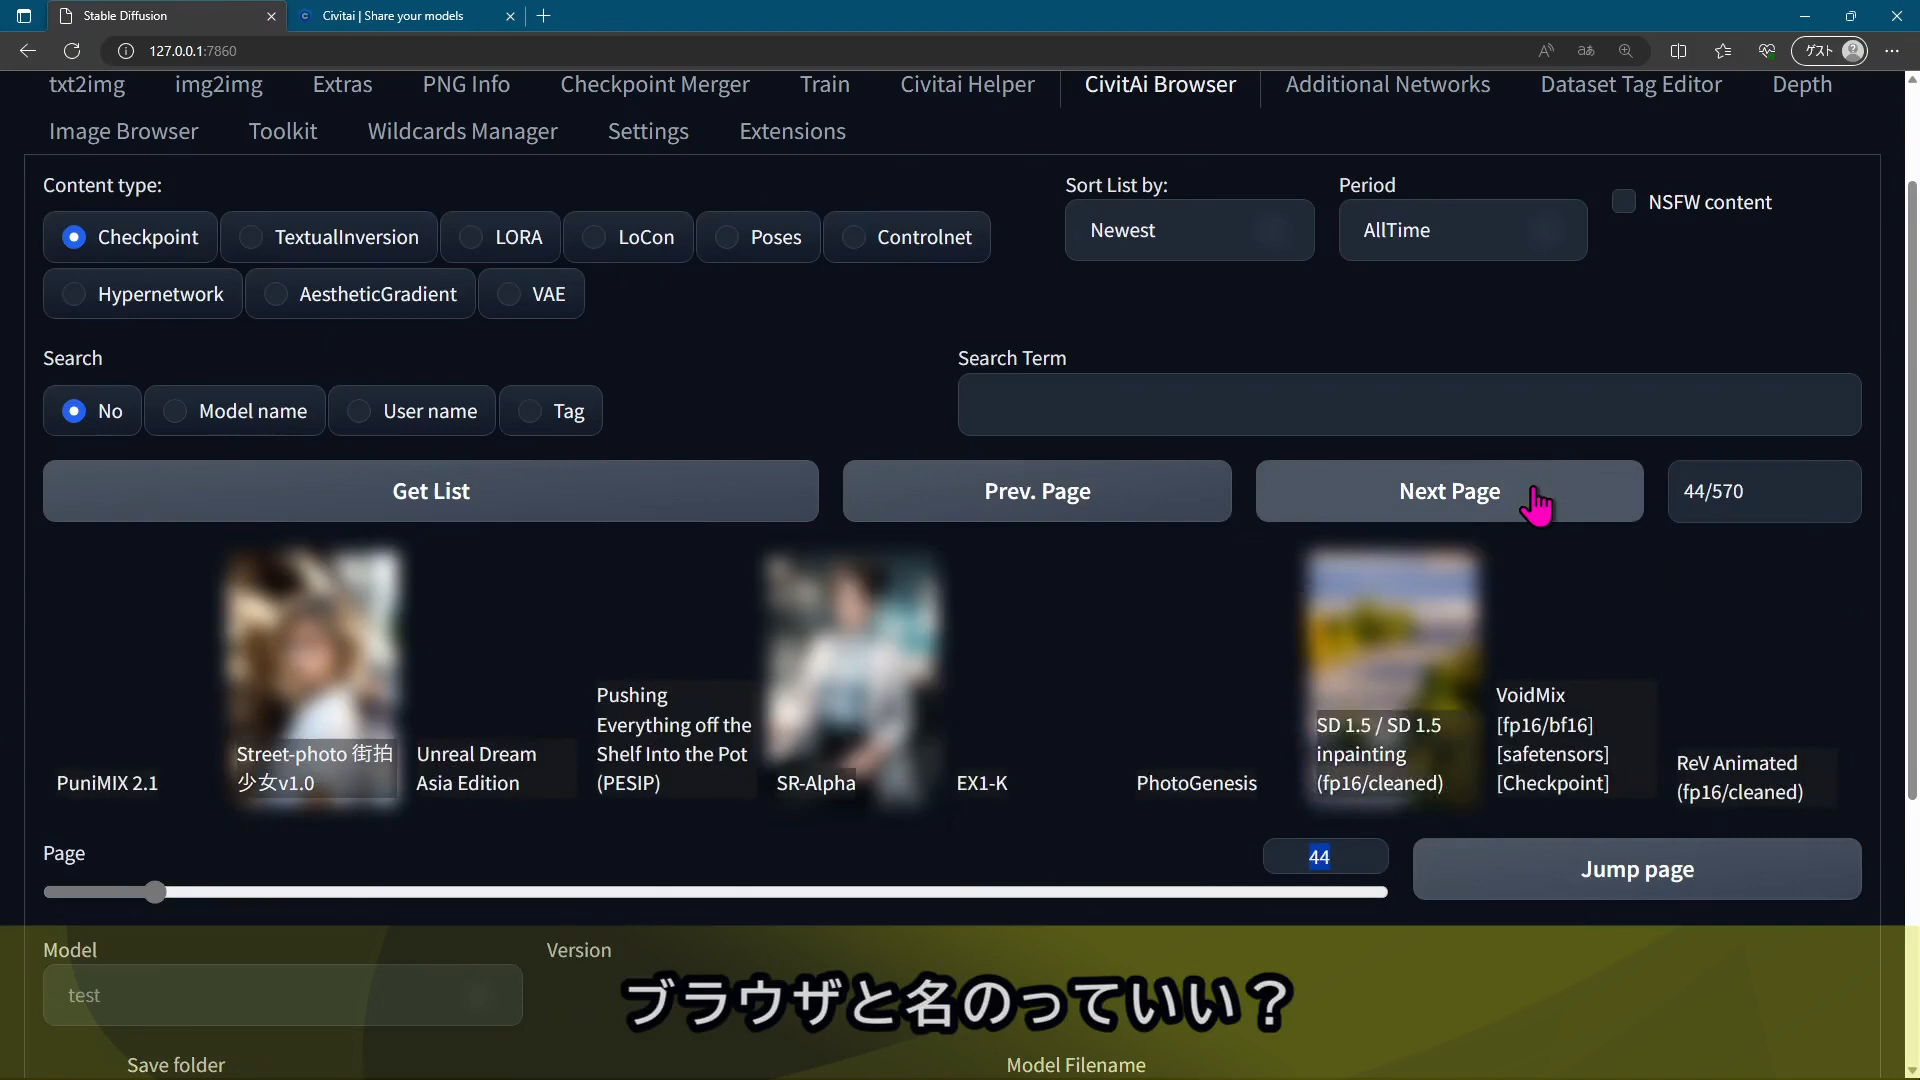 Stable Diffusion
Civitai | Share your models
127.0.0.1:7860
ゲスト
txt2img img2img Extras PNG Info Checkpoint Merger Train Civitai Helper CivitAi Browser Additional Networks Dataset Tag Editor Depth
Image Browser Toolkit Wildcards Manager Settings Extensions
Content type:
Checkpoint TextualInversion LORA LoCon Poses Controlnet
Hypernetwork AestheticGradient VAE
Sort List by:
Newest
Period
AllTime
NSFW content
Search
No Model name User name Tag
Search Term
Get List Prev. Page Next Page 44/570
PuniMIX 2.1
Street-photo 街拍
少女v1.0
Unreal Dream
Asia Edition
Pushing
Everything off the
Shelf Into the Pot
(PESIP)
SR-Alpha
EX1-K
PhotoGenesis
SD 1.5 / SD 1.5
inpainting
(fp16/cleaned)
VoidMix
[fp16/bf16]
[safetensors]
[Checkpoint]
ReV Animated
(fp16/cleaned)
Page
44
Jump page
Model
test
Version
ブラウザと名のっていい？
Save folder
Model Filename